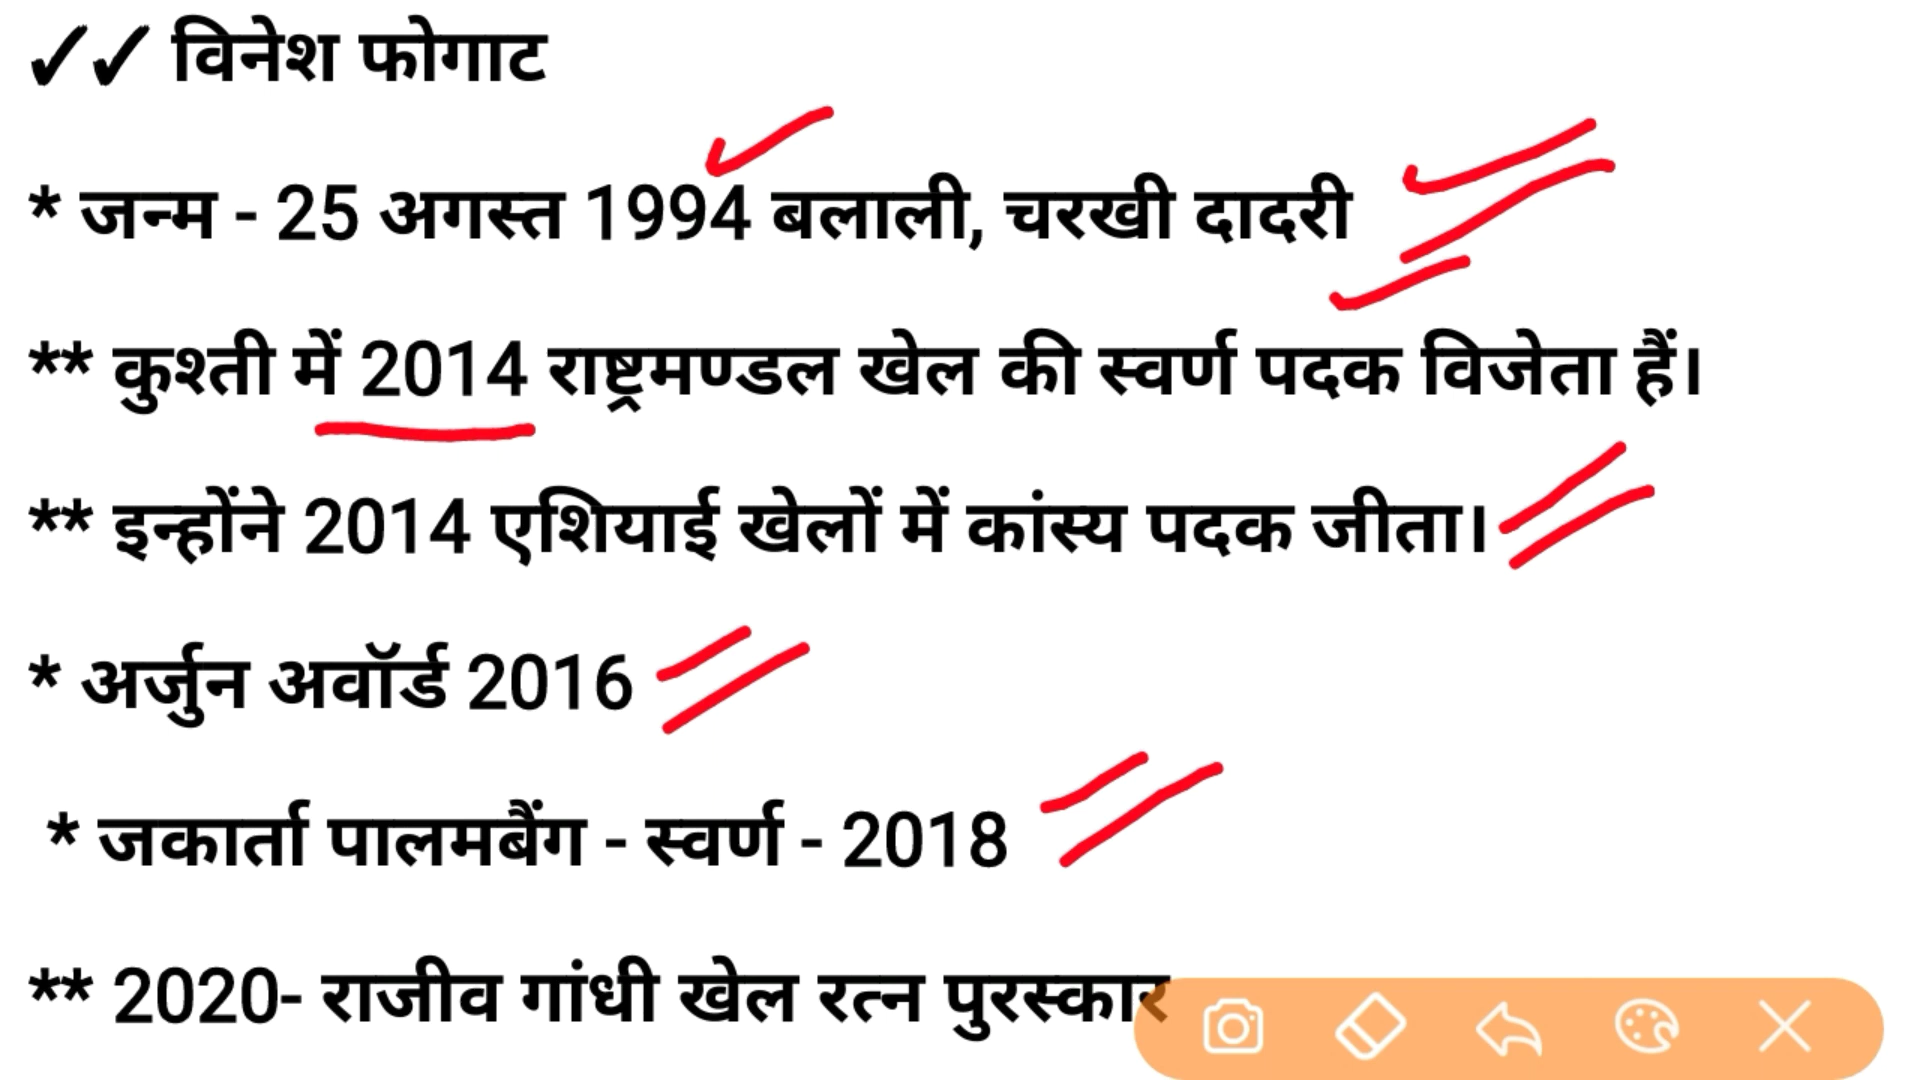 ✓✓ विनेश फोगाट
* जन्म - 25 अगस्त 1994 बलाली, चरखी दादरी
** कुश्ती में 2014 राष्ट्रमण्डल खेल की स्वर्ण पदक विजेता हैं।
** इन्होंने 2014 एशियाई खेलों में कांस्य पदक जीता।
* अर्जुन अवॉर्ड 2016
* जकार्ता पालमबैंग - स्वर्ण - 2018
** 2020- राजीव गांधी खेल रत्न पुरस्कार